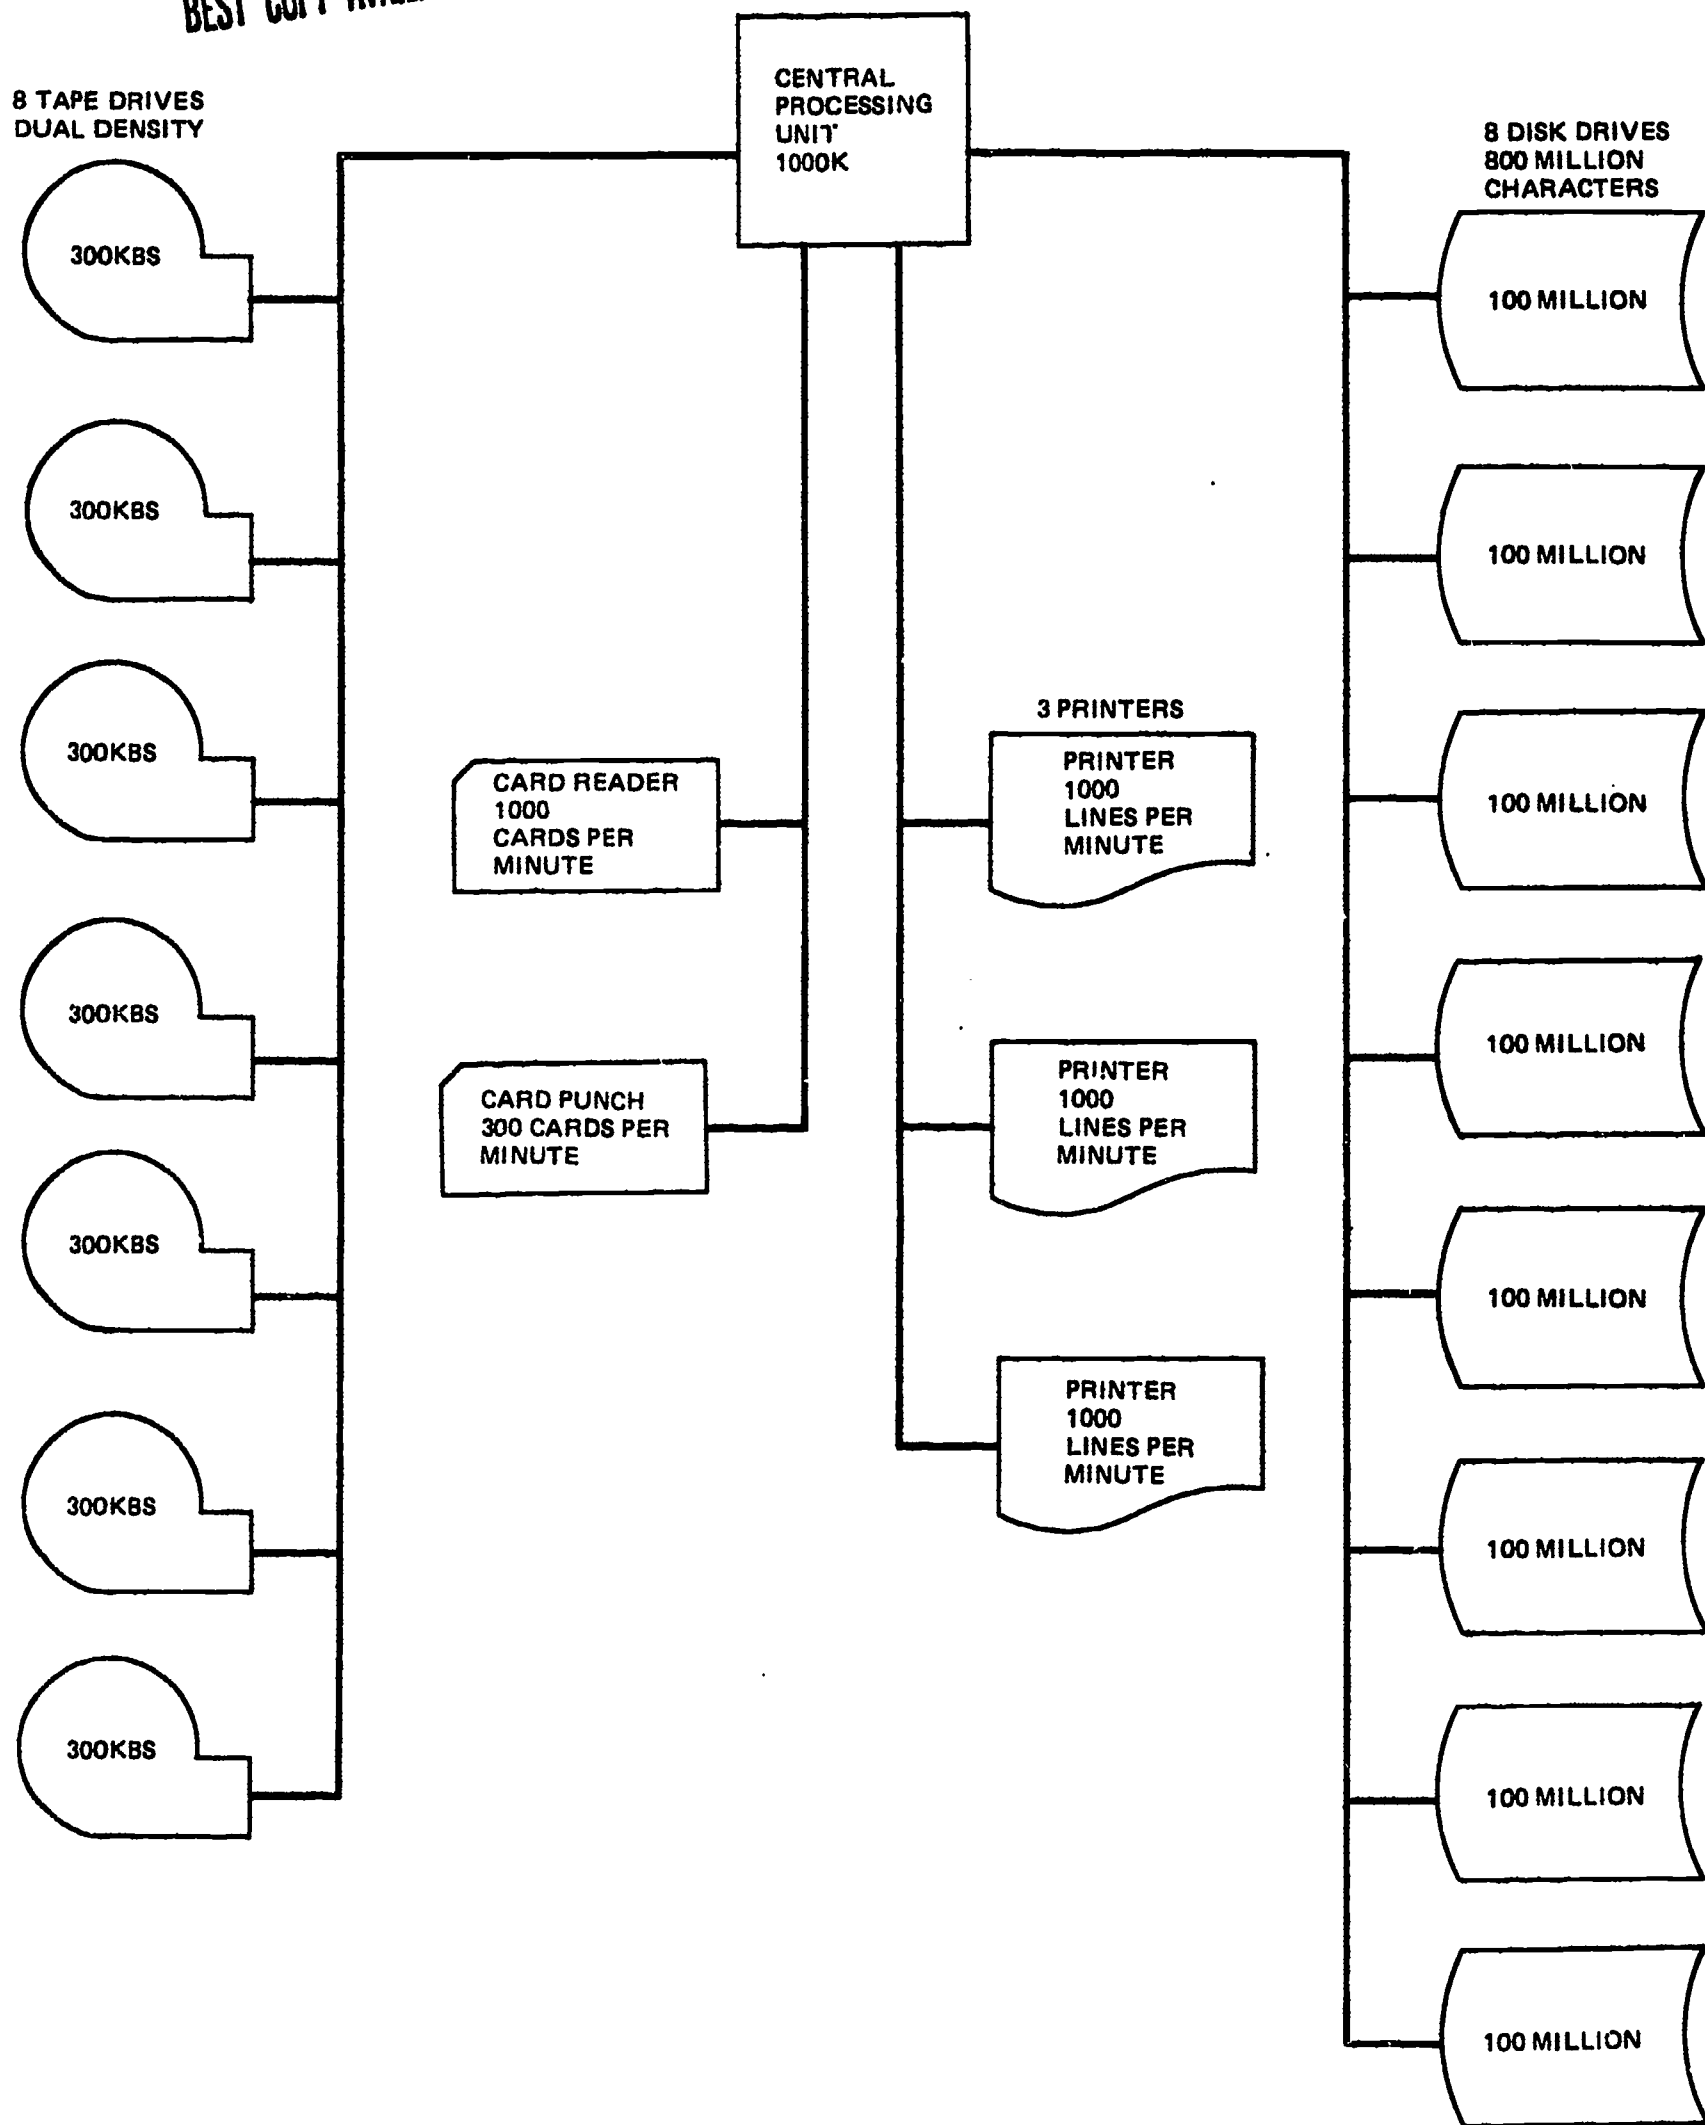 BEST COPY
8 TAPE DRIVES
DUAL DENSITY
300KBS
300KBS
300KBS
300KBS
300KBS
300KBS
300KBS
CENTRAL
PROCESSING
UNIT
1000K
CARD READER
1000
CARDS PER
MINUTE
CARD PUNCH
300 CARDS PER
MINUTE
3 PRINTERS
PRINTER
1000
LINES PER
MINUTE
PRINTER
1000
LINES PER
MINUTE
PRINTER
1000
LINES PER
MINUTE
8 DISK DRIVES
800 MILLION
CHARACTERS
100 MILLION
100 MILLION
100 MILLION
100 MILLION
100 MILLION
100 MILLION
100 MILLION
100 MILLION